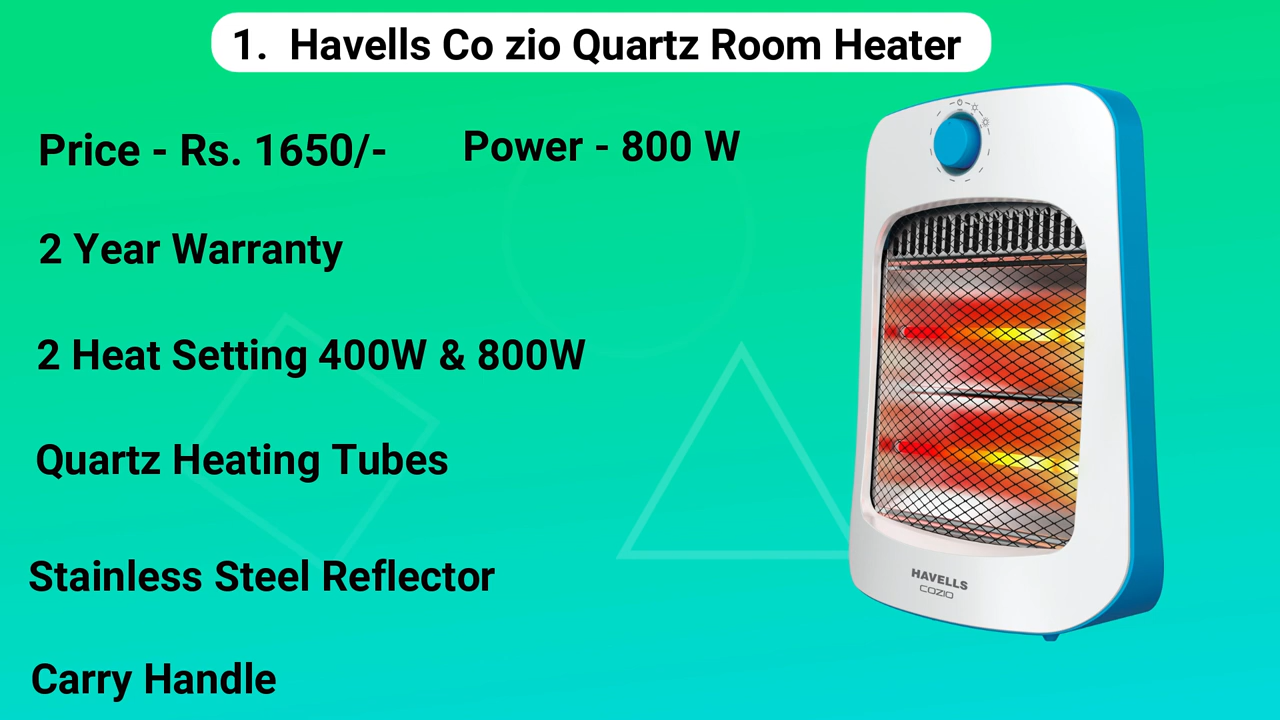 1. Havells Co zio Quartz Room Heater
Price - Rs. 1650/-
Power - 800 W
2 Year Warranty
2 Heat Setting 400W & 800W
Quartz Heating Tubes
Stainless Steel Reflector
Carry Handle
HAVELLS
COZIO